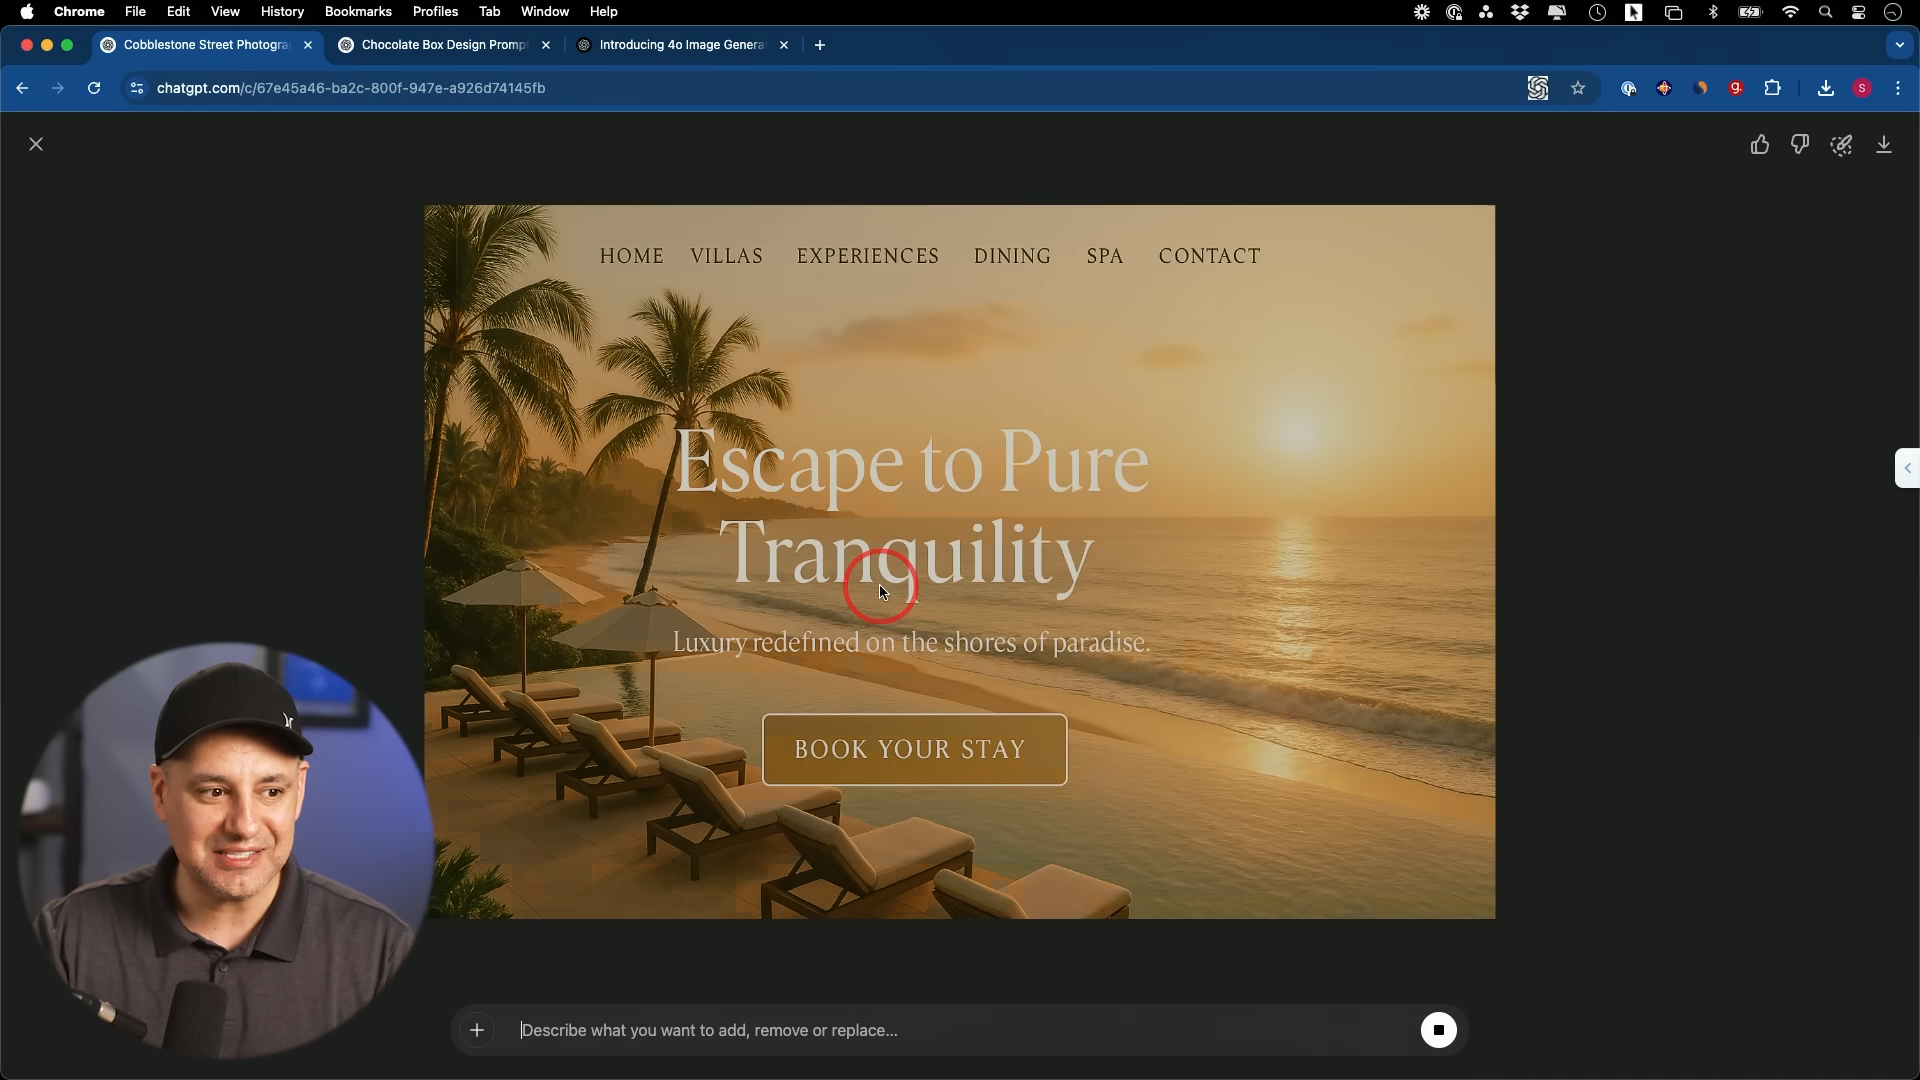 Chrome File Edit View History Bookmarks Profiles Tab Window Help
Cobblestone Street Photogra
Chocolate Box Design Promp
Introducing 4o Image Genera
chatgpt.com/c/67e45a46-ba2c-800f-947e-a926d74145fb
g.
S
HOME VILLAS EXPERIENCES DINING SPA CONTACT
Escape to Pure
Tranquility
Luxury redefined on the shores of paradise.
BOOK YOUR STAY
Describe what you want to add, remove or replace...